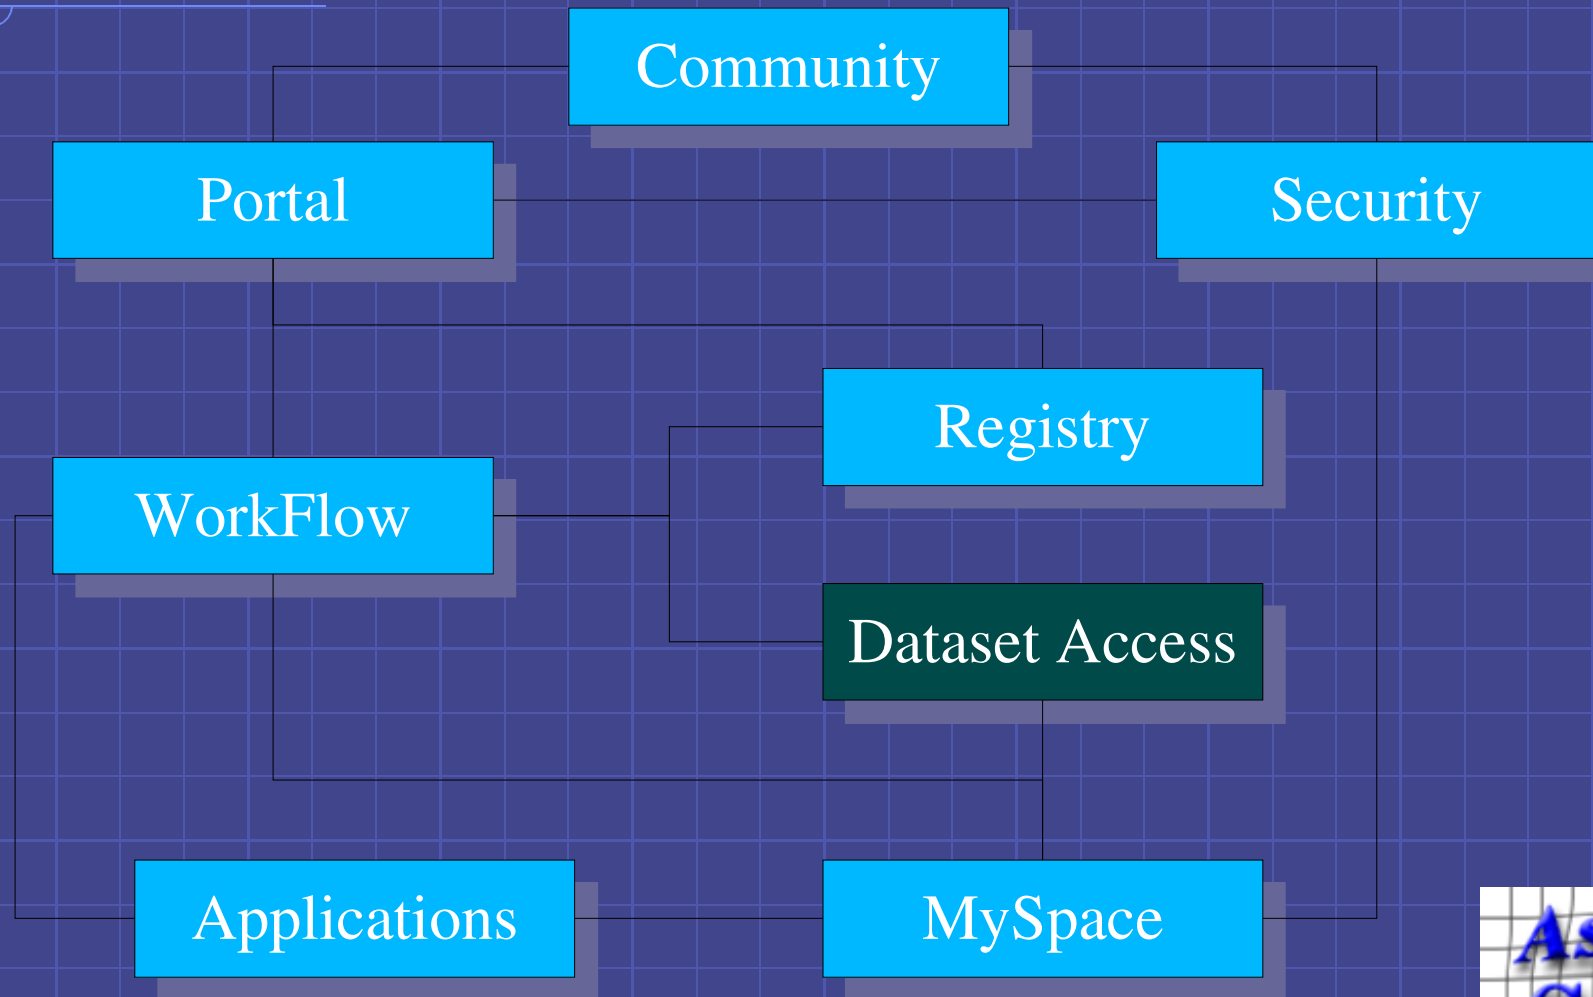 Community
Portal
Security
Registry
WorkFlow
Dataset Access
Applications
MySpace